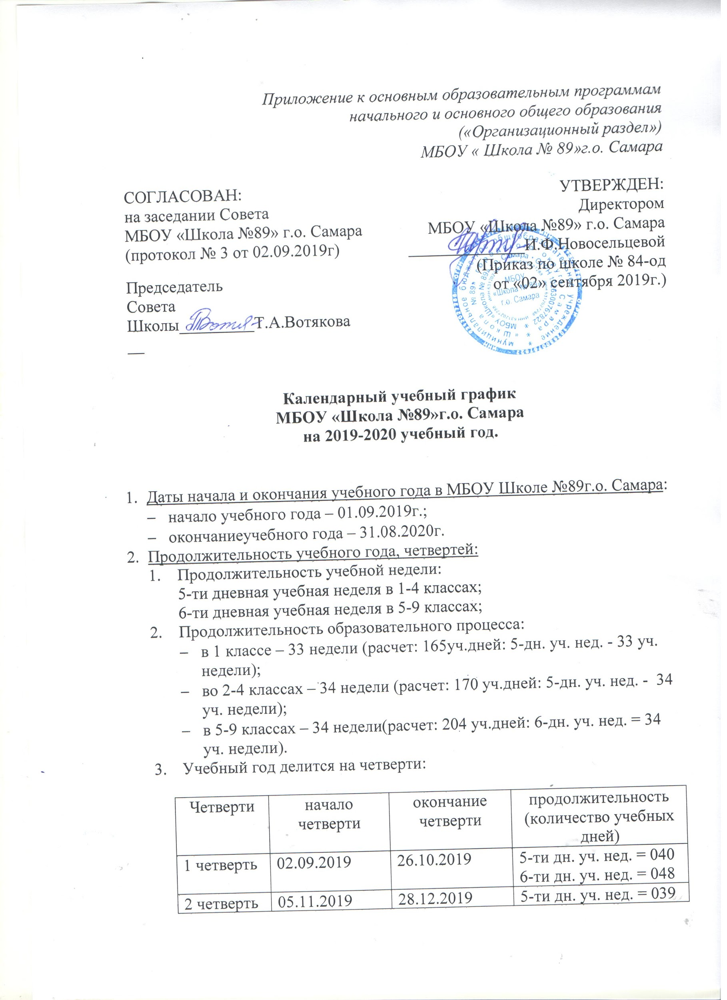 Приложение к основным образовательным программам
начального и основного общего образования
(«Организационный раздел»)
МБОУ « Школа № 89»г.о. Самара
СОГЛАСОВАН:
на заседании Совета
МБОУ «Школа №89» г.о. Самара
(протокол № 3 от 02.09.2019г)
Председатель
Совета
Школы_________Т.А.Вотякова
__
УТВЕРЖДЕН:
Директором
МБОУ «Школа №89» г.о. Самара
______________И.Ф.Новосельцевой
(Приказ по школе № 84-од
от «02» сентября 2019г.)
МБОУ
«Школа № 89»
г.о. Самара
Календарный учебный график
МБОУ «Школа №89»г.о. Самара
на 2019-2020 учебный год.
1. Даты начала и окончания учебного года в МБОУ Школе №89г.о. Самара:
– начало учебного года – 01.09.2019г.;
– окончаниеучебного года – 31.08.2020г.
2. Продолжительность учебного года, четвертей:
1. Продолжительность учебной недели:
5-ти дневная учебная неделя в 1-4 классах;
6-ти дневная учебная неделя в 5-9 классах;
2. Продолжительность образовательного процесса:
– в 1 классе – 33 недели (расчет: 165уч.дней: 5-дн. уч. нед. - 33 уч.
недели);
– во 2-4 классах – 34 недели (расчет: 170 уч.дней: 5-дн. уч. нед. - 34
уч. недели);
– в 5-9 классах – 34 недели(расчет: 204 уч.дней: 6-дн. уч. нед. = 34
уч. недели).
3. Учебный год делится на четверти:
Четверти начало окончание продолжительность
четверти четверти (количество учебных
дней)
1 четверть 02.09.2019 26.10.2019 5-ти дн. уч. нед. = 040
6-ти дн. уч. нед. = 048
2 четверть 05.11.2019 28.12.2019 5-ти дн. уч. нед. = 039